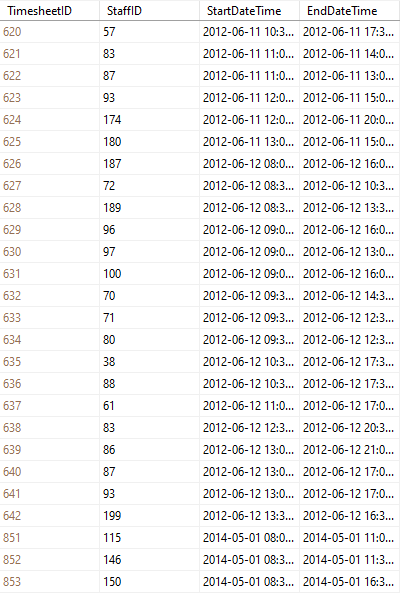 TimesheetID StaffID StartDateTime EndDateTime
620 57 2012-06-11 10:3... 2012-06-11 17:3...
621 83 2012-06-11 11:0... 2012-06-11 14:0...
622 87 2012-06-11 11:0... 2012-06-11 13:0...
623 93 2012-06-11 12:0... 2012-06-11 15:0...
624 174 2012-06-11 12:0... 2012-06-11 20:0...
625 180 2012-06-11 13:0... 2012-06-11 15:0...
626 187 2012-06-12 08:0... 2012-06-12 16:0...
627 72 2012-06-12 08:3... 2012-06-12 10:3...
628 189 2012-06-12 08:3... 2012-06-12 13:3...
629 96 2012-06-12 09:0... 2012-06-12 16:0...
630 97 2012-06-12 09:0... 2012-06-12 13:0...
631 100 2012-06-12 09:0... 2012-06-12 16:0...
632 70 2012-06-12 09:3... 2012-06-12 14:3...
633 71 2012-06-12 09:3... 2012-06-12 12:3...
634 80 2012-06-12 09:3... 2012-06-12 12:3...
635 38 2012-06-12 10:3... 2012-06-12 17:3...
636 88 2012-06-12 10:3... 2012-06-12 17:3...
637 61 2012-06-12 11:0... 2012-06-12 17:0...
638 83 2012-06-12 12:3... 2012-06-12 20:3...
639 86 2012-06-12 13:0... 2012-06-12 21:0...
640 87 2012-06-12 13:0... 2012-06-12 17:0...
641 93 2012-06-12 13:0... 2012-06-12 17:0...
642 199 2012-06-12 13:3... 2012-06-12 16:3...
851 115 2014-05-01 08:0... 2014-05-01 11:0...
852 146 2014-05-01 08:3... 2014-05-01 11:3...
853 150 2014-05-01 08:3... 2014-05-01 16:3...